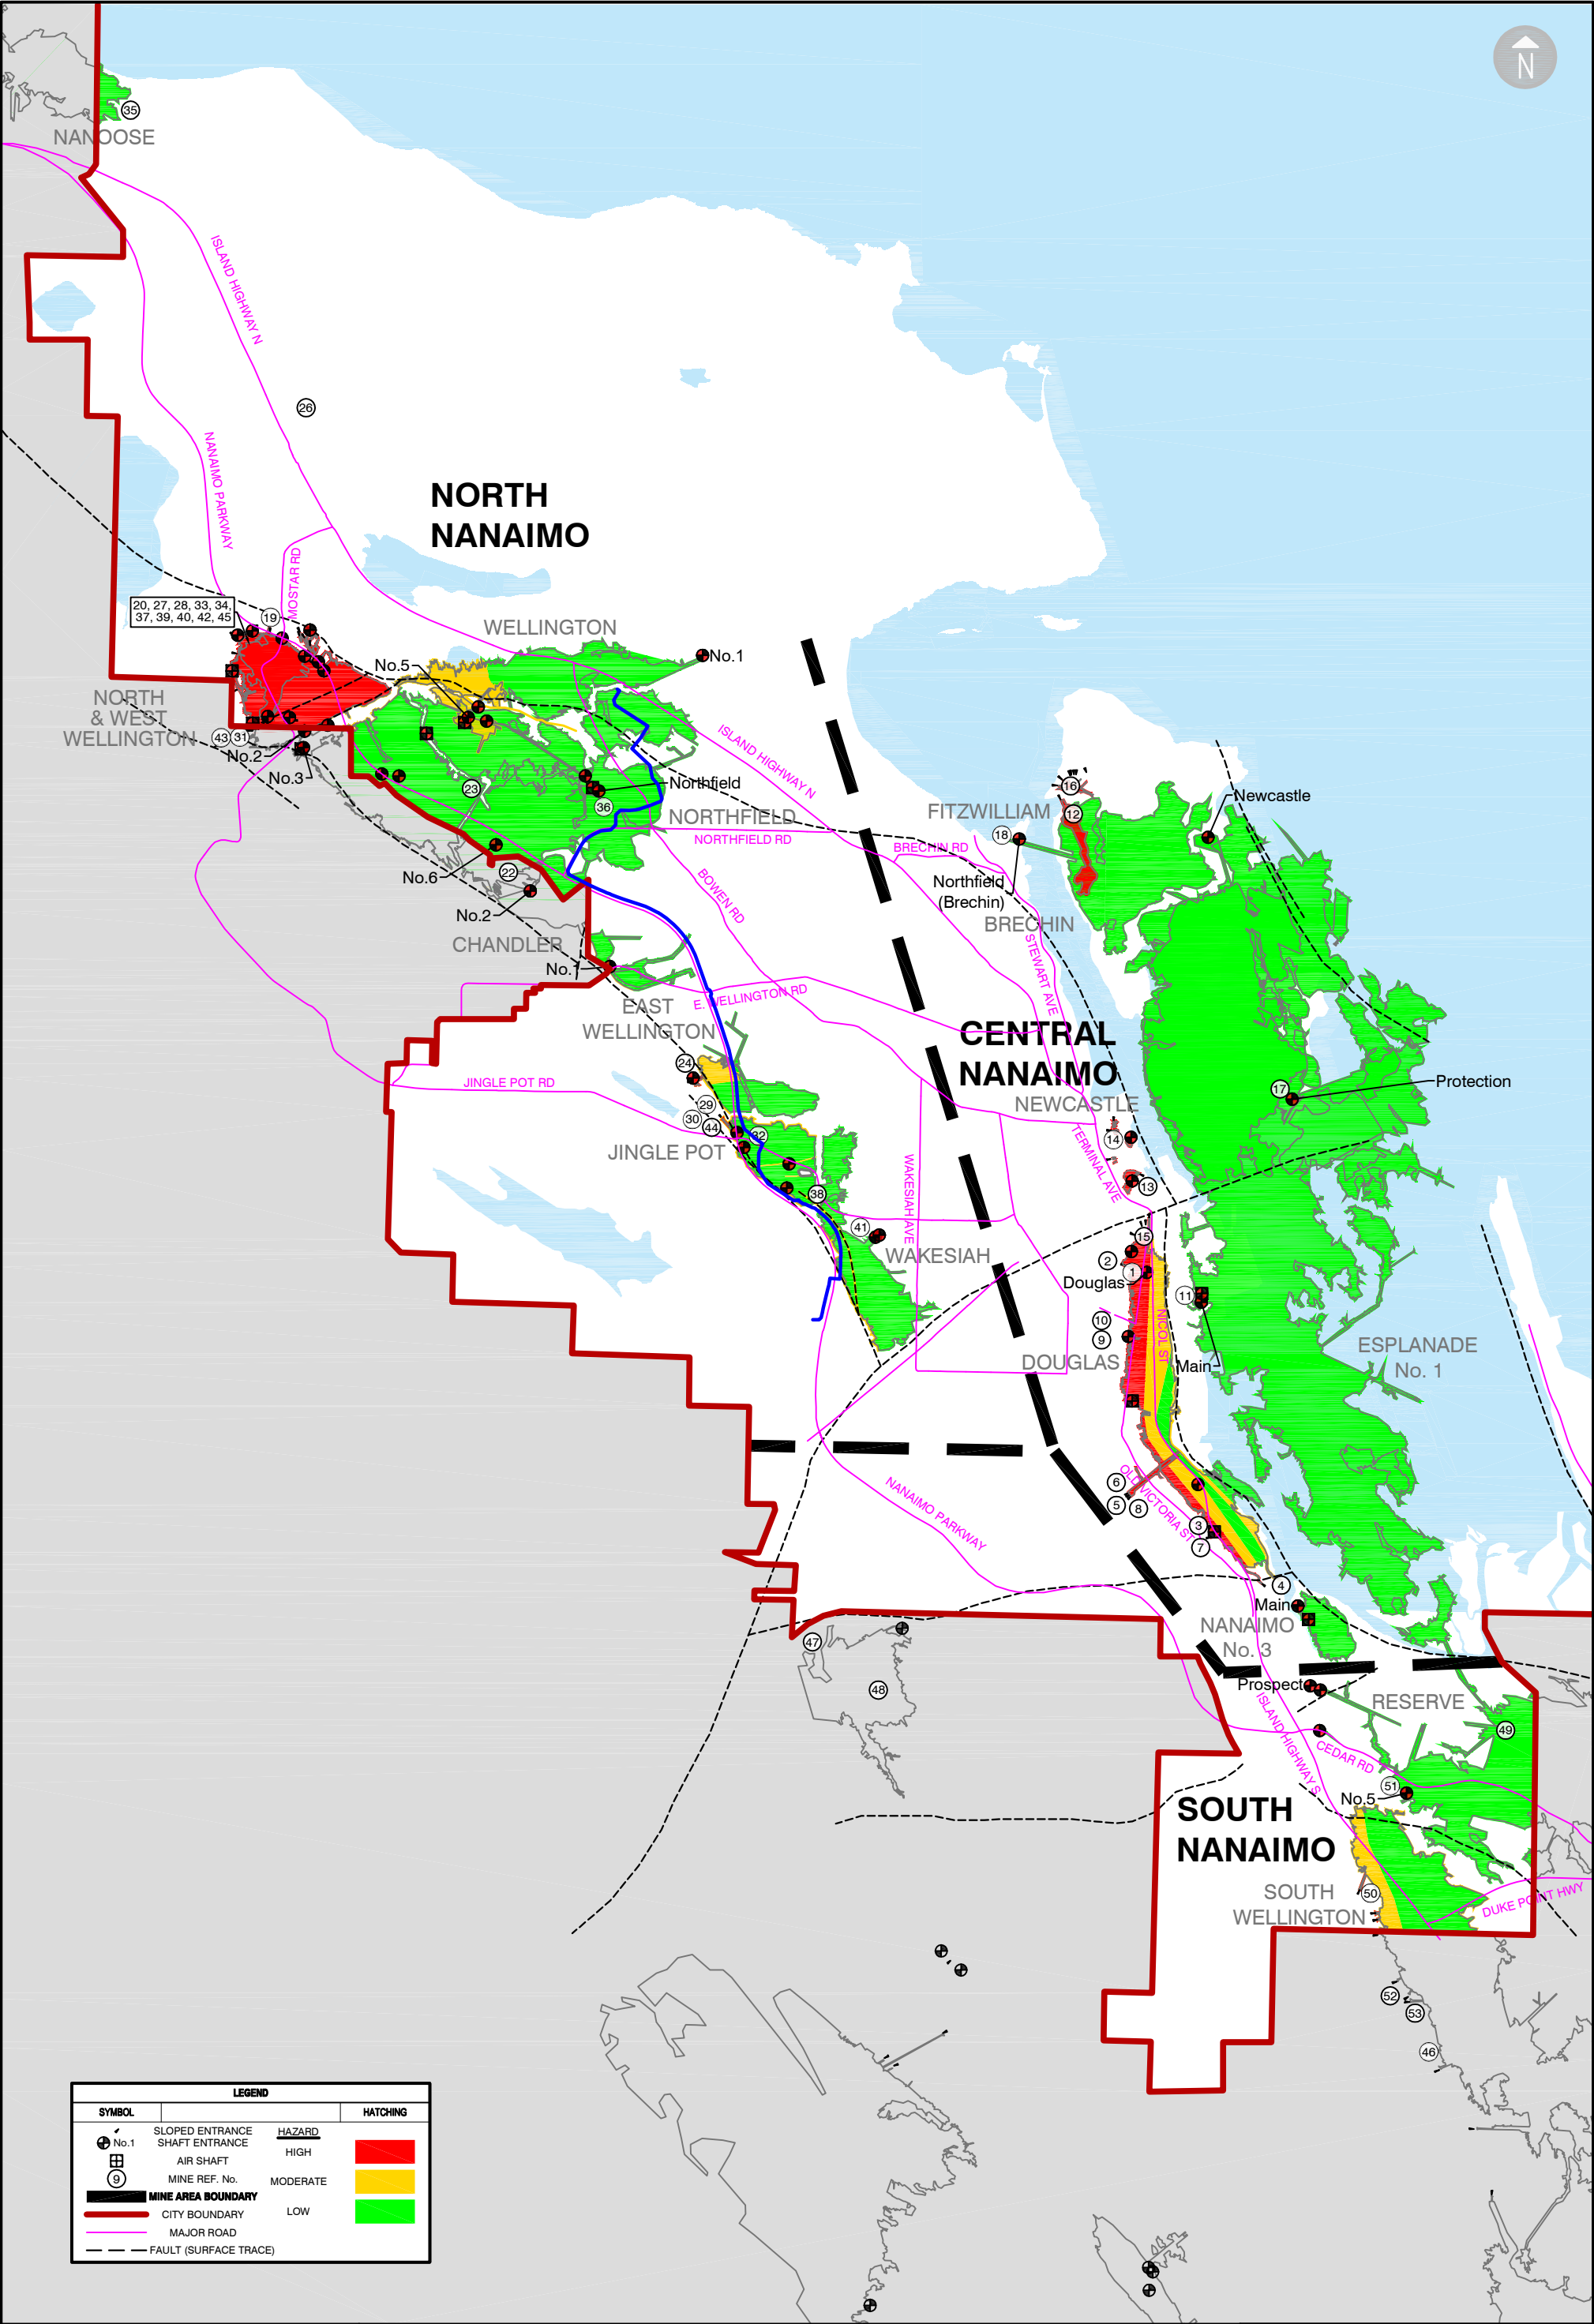 N
35
NANOOSE
ISLAND HIGHWAY N
26
NANAIMO PARKWAY
NORTH
NANAIMO
MOSTAR RD
20, 27, 28, 33, 34,
37, 39, 40, 42, 45
19
WELLINGTON
No.1
No.5
NORTH
& WEST
WELLINGTON
43
31
No.2
No.3
ISLAND HIGHWAY N
23
Northfield
36
NORTHFIELD
NORTHFIELD RD
16
12
Newcastle
FITZWILLIAM
18
BRECHIN RD
No.6
22
No.2
BOWEN RD
Northfield
(Brechin)
BRECHIN
CHANDLER
No.1
STEWART AVE
E. WELLINGTON RD
EAST
WELLINGTON
CENTRAL
NANAIMO
24
JINGLE POT RD
17
Protection
29
30
44
32
NEWCASTLE
JINGLE POT
14
TERMINAL AVE
WAKESIAH AVE
13
38
41
WAKESIAH
15
2
1
Douglas
11
10
9
NICOL ST
DOUGLAS
Main
ESPLANADE
No. 1
6
5
8
OLD VICTORIA ST
NANAIMO PARKWAY
3
7
4
Main
NANAIMO
No. 3
47
48
Prospect
RESERVE
49
ISLAND HIGHWAY S
CEDAR RD
51
No.5
SOUTH
NANAIMO
SOUTH
WELLINGTON
50
DUKE POINT HWY
52
53
46
LEGEND
SYMBOL
HATCHING
SLOPED ENTRANCE
HAZARD
No.1
SHAFT ENTRANCE
HIGH
AIR SHAFT
9
MINE REF. No.
MODERATE
MINE AREA BOUNDARY
CITY BOUNDARY
LOW
MAJOR ROAD
FAULT (SURFACE TRACE)